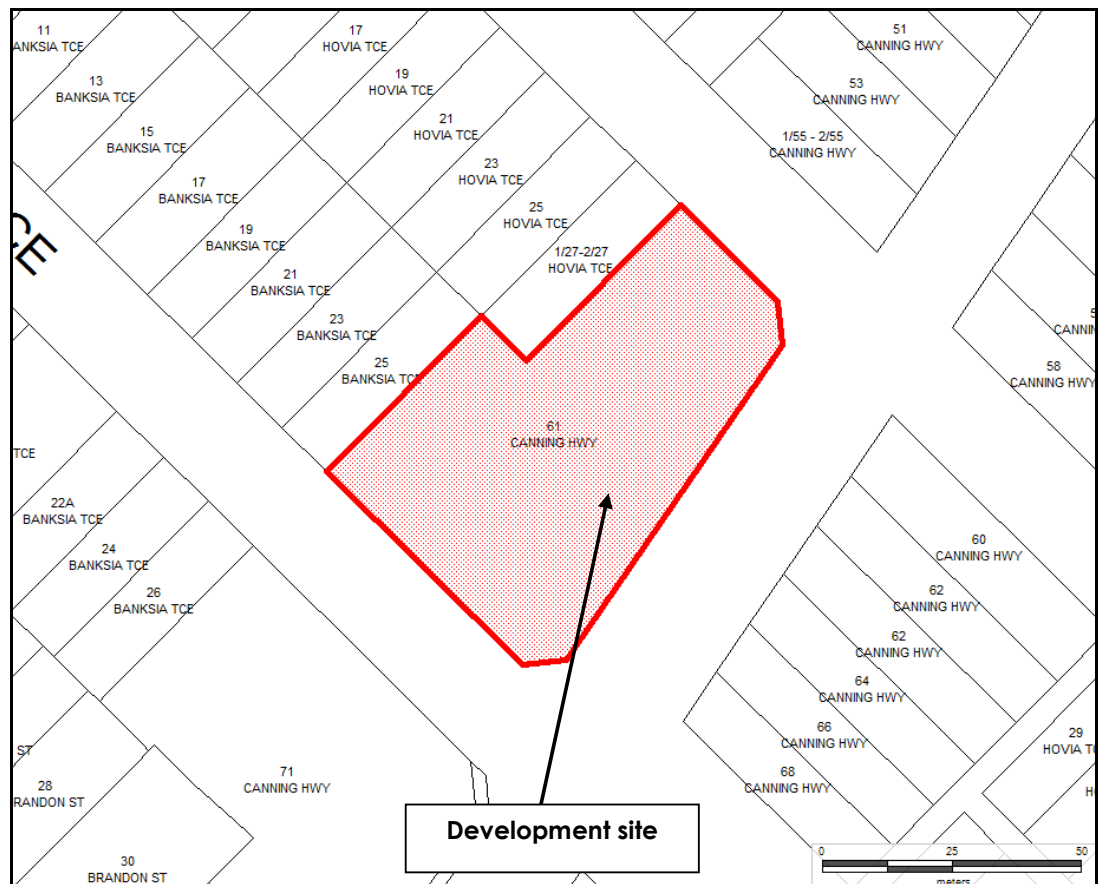 11
ANKSIA TCE
13
BANKSIA TCE
15
BANKSIA TCE
17
BANKSIA TCE
19
BANKSIA TCE
21
BANKSIA TCE
23
BANKSIA TCE
25
BANKSIA TCE
17
HOVIA TCE
19
HOVIA TCE
21
HOVIA TCE
23
HOVIA TCE
25
HOVIA TCE
1/27-2/27
HOVIA TCE
51
CANNING HWY
53
CANNING HWY
1/55 - 2/55
CANNING HWY
CE
5
CANNIN
58
CANNING HWY
61
CANNING HWY
TCE
22A
BANKSIA TCE
24
BANKSIA TCE
26
BANKSIA TCE
60
CANNING HWY
62
CANNING HWY
62
CANNING HWY
64
CANNING HWY
66
CANNING HWY
68
CANNING HWY
29
HOVIA TC
H
ST
28
RANDON ST
71
CANNING HWY
30
BRANDON ST
Development site
0 25 50
meters